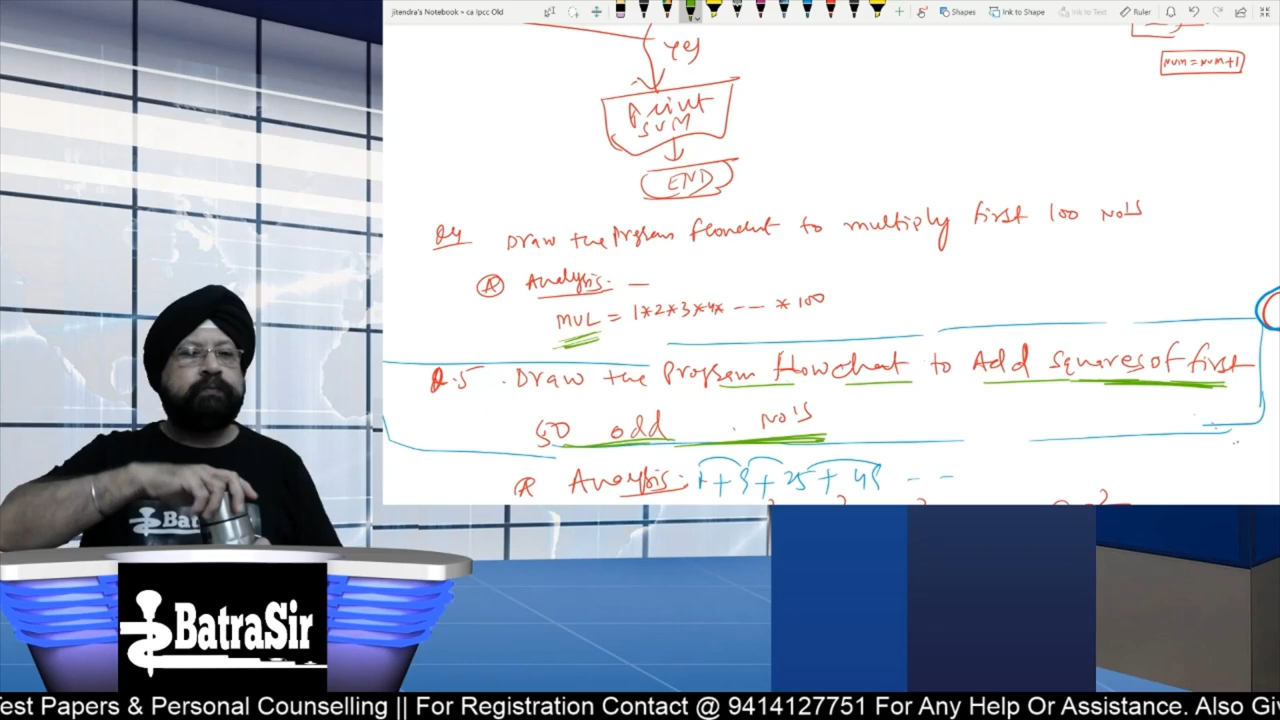 jitendra's Notebook » ca Ipcc Old
Shapes
Ink to Shape
Ink to Text
Ruler
yes
NUM = NUM+1
Print
SUM
END
Q4 Draw the Program flowchart to multiply first 100 No's
(A) Analysis. —
MUL = 1*2*3*4* - - - * 100
Q.5 . Draw the Program flowchart to Add squares of first
50 odd . No's
A Analysis: 1 + 9 + 25 + 49 - -
Bat
BatraSir
est Papers & Personal Counselling || For Registration Contact @ 9414127751 For Any Help Or Assistance. Also Gi